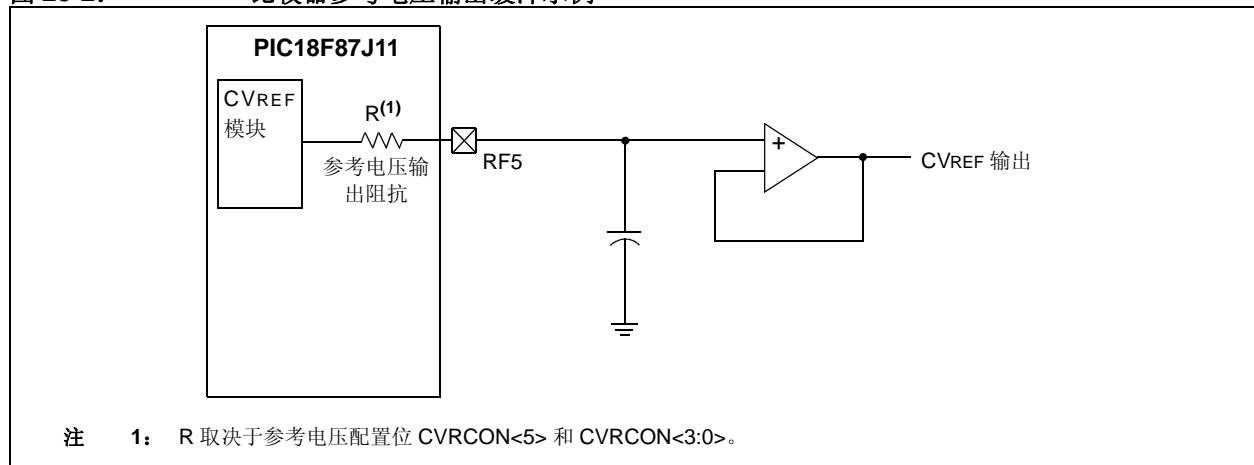 PIC18F87J11
CVREF
模块
R(1)
参考电压输
出阻抗
RF5
+
CVREF 输出
注 1: R 取决于参考电压配置位 CVRCON<5> 和 CVRCON<3:0>。